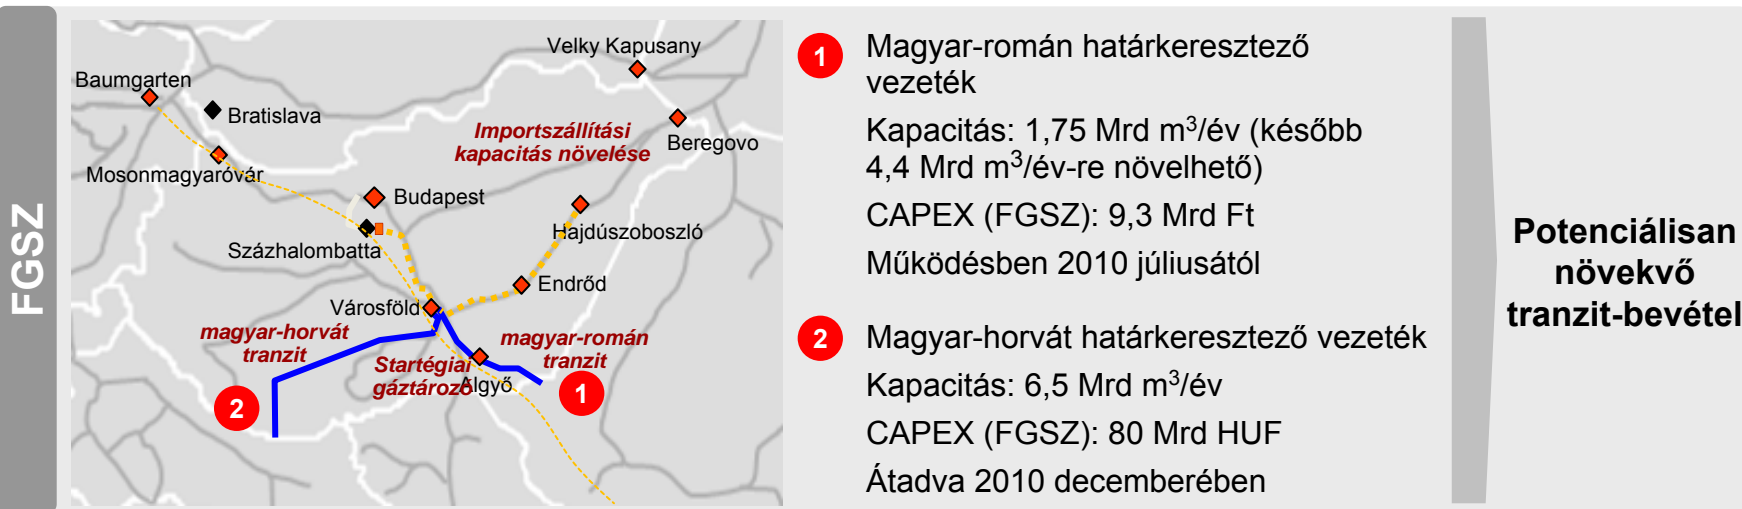 FGSZ
Velky Kapusany
Baumgarten
Bratislava
Importszállítási
kapacitás növelése
Beregovo
Mosonmagyaróvár
Budapest
Hajdúszoboszló
Százhalombatta
Endrőd
Városföld
magyar-horvát
tranzit
magyar-román
tranzit
Startégiai
gáztározó
Algyő
1
2
1
Magyar-román határkeresztező
vezeték
Kapacitás: 1,75 Mrd m³/év (később
4,4 Mrd m³/év-re növelhető)
CAPEX (FGSZ): 9,3 Mrd Ft
Működésben 2010 júliusától
2
Magyar-horvát határkeresztező vezeték
Kapacitás: 6,5 Mrd m³/év
CAPEX (FGSZ): 80 Mrd HUF
Átadva 2010 decemberében
Potenciálisan
növekvő
tranzit-bevétel